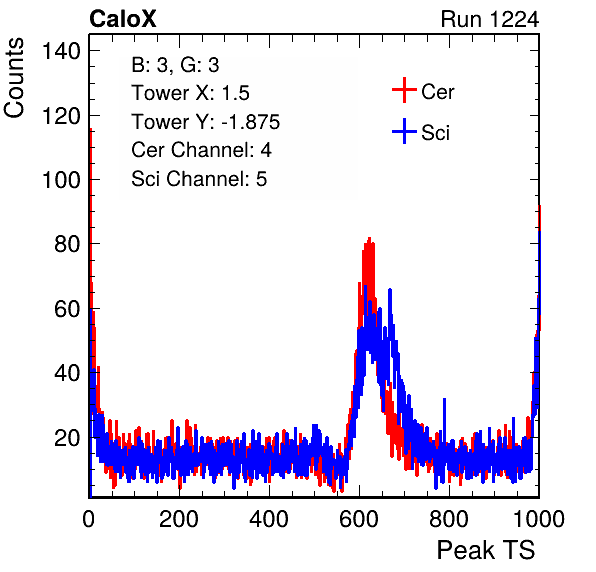 CaloX Run 1224
Counts
B: 3, G: 3
Tower X: 1.5
Tower Y: -1.875
Cer Channel: 4
Sci Channel: 5
Cer
Sci
140
120
100
80
60
40
20
0 200 400 600 800 1000
Peak TS